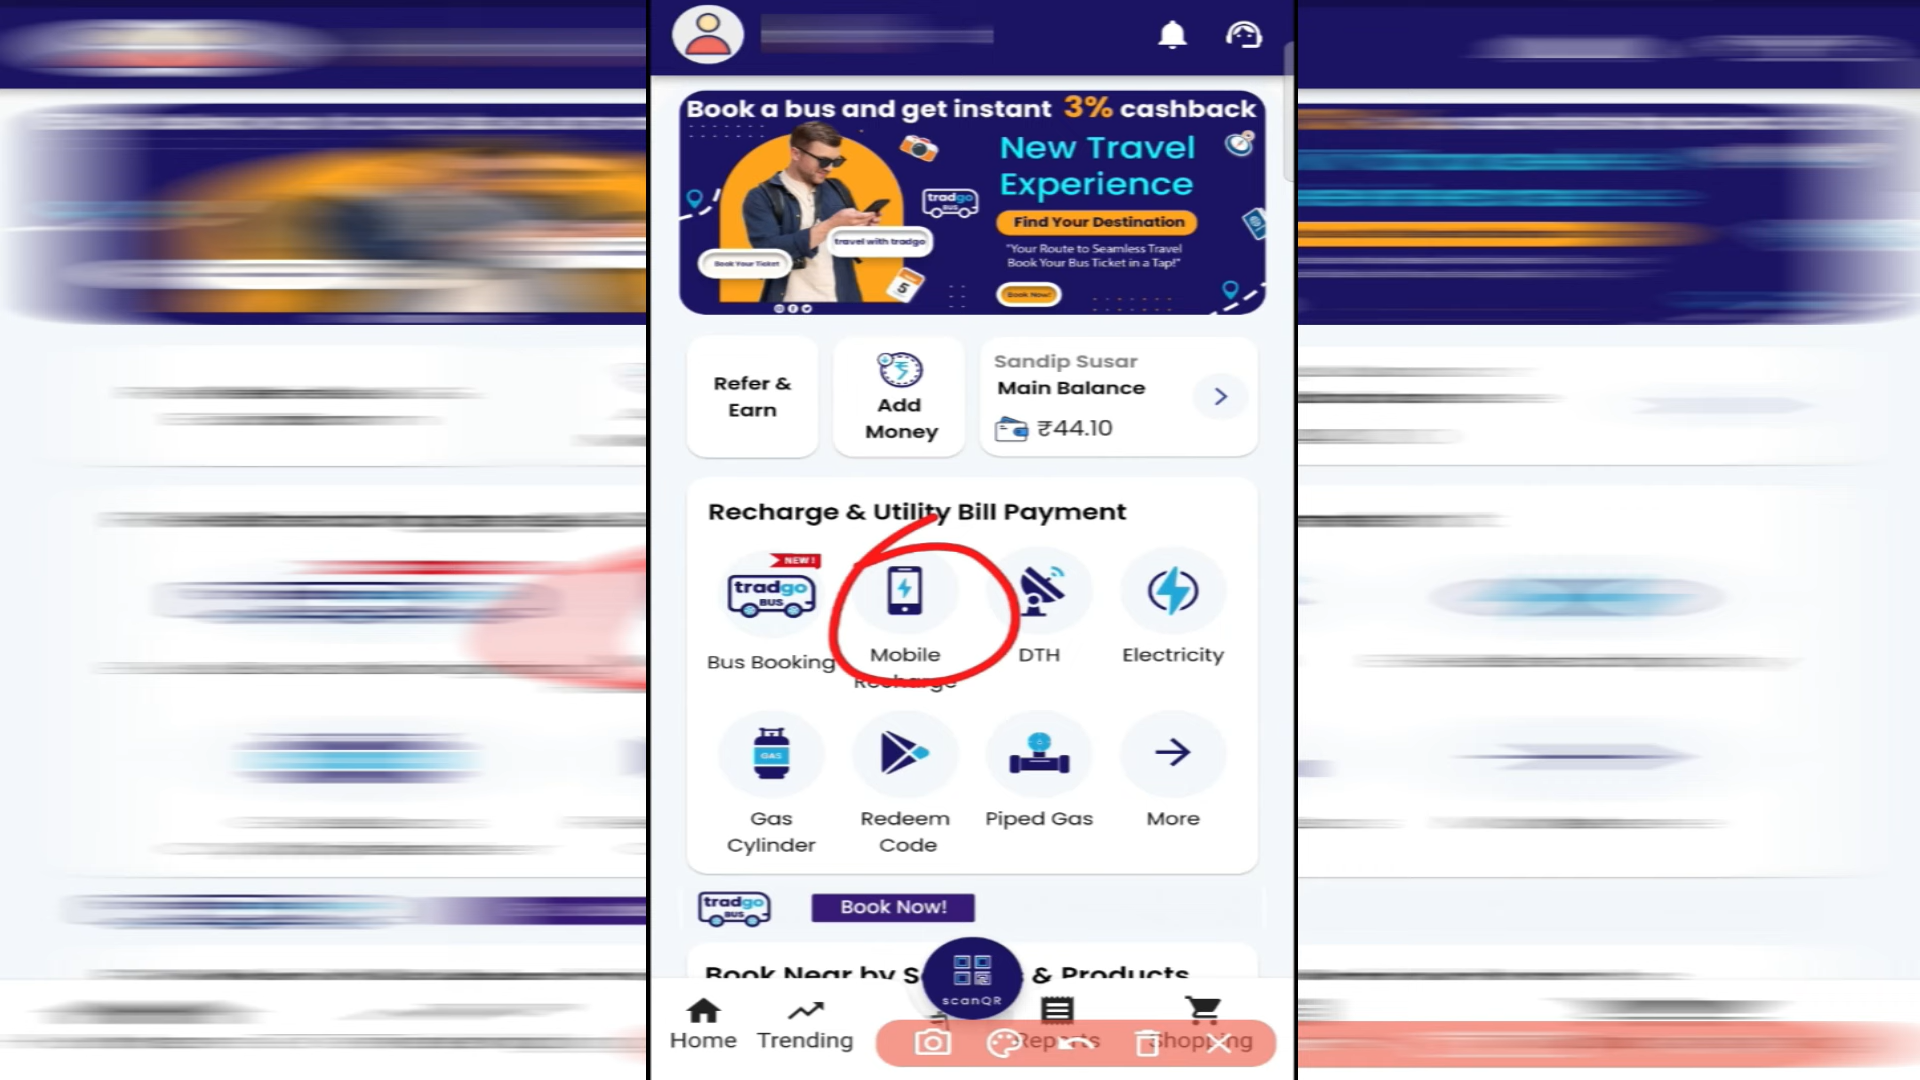 Book a bus and get instant 3% cashback
New Travel
Experience
tradgo
BUS
Find Your Destination
travel with tradgo
"Your Route to Seamless Travel
Book Your Bus Ticket in a Tap!"
Book Your Ticket
5
Book Now!
Refer &
Earn
Add
Money
Sandip Susar
Main Balance
₹44.10
Recharge & Utility Bill Payment
NEW !
tradgo
BUS
Bus Booking
Mobile
Recharge
DTH
Electricity
GAS
Gas
Cylinder
Redeem
Code
Piped Gas
More
tradgo
BUS
Book Now!
Book Near by S & Products
scanQR
Home
Trending
Reports
Shopping